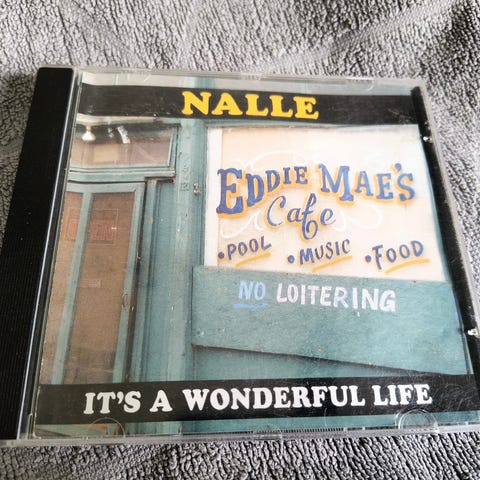 NALLE
EDDIE MAE'S
Cafe
•POOL •MUSIC •FOOD
NO LOITERING
IT'S A WONDERFUL LIFE